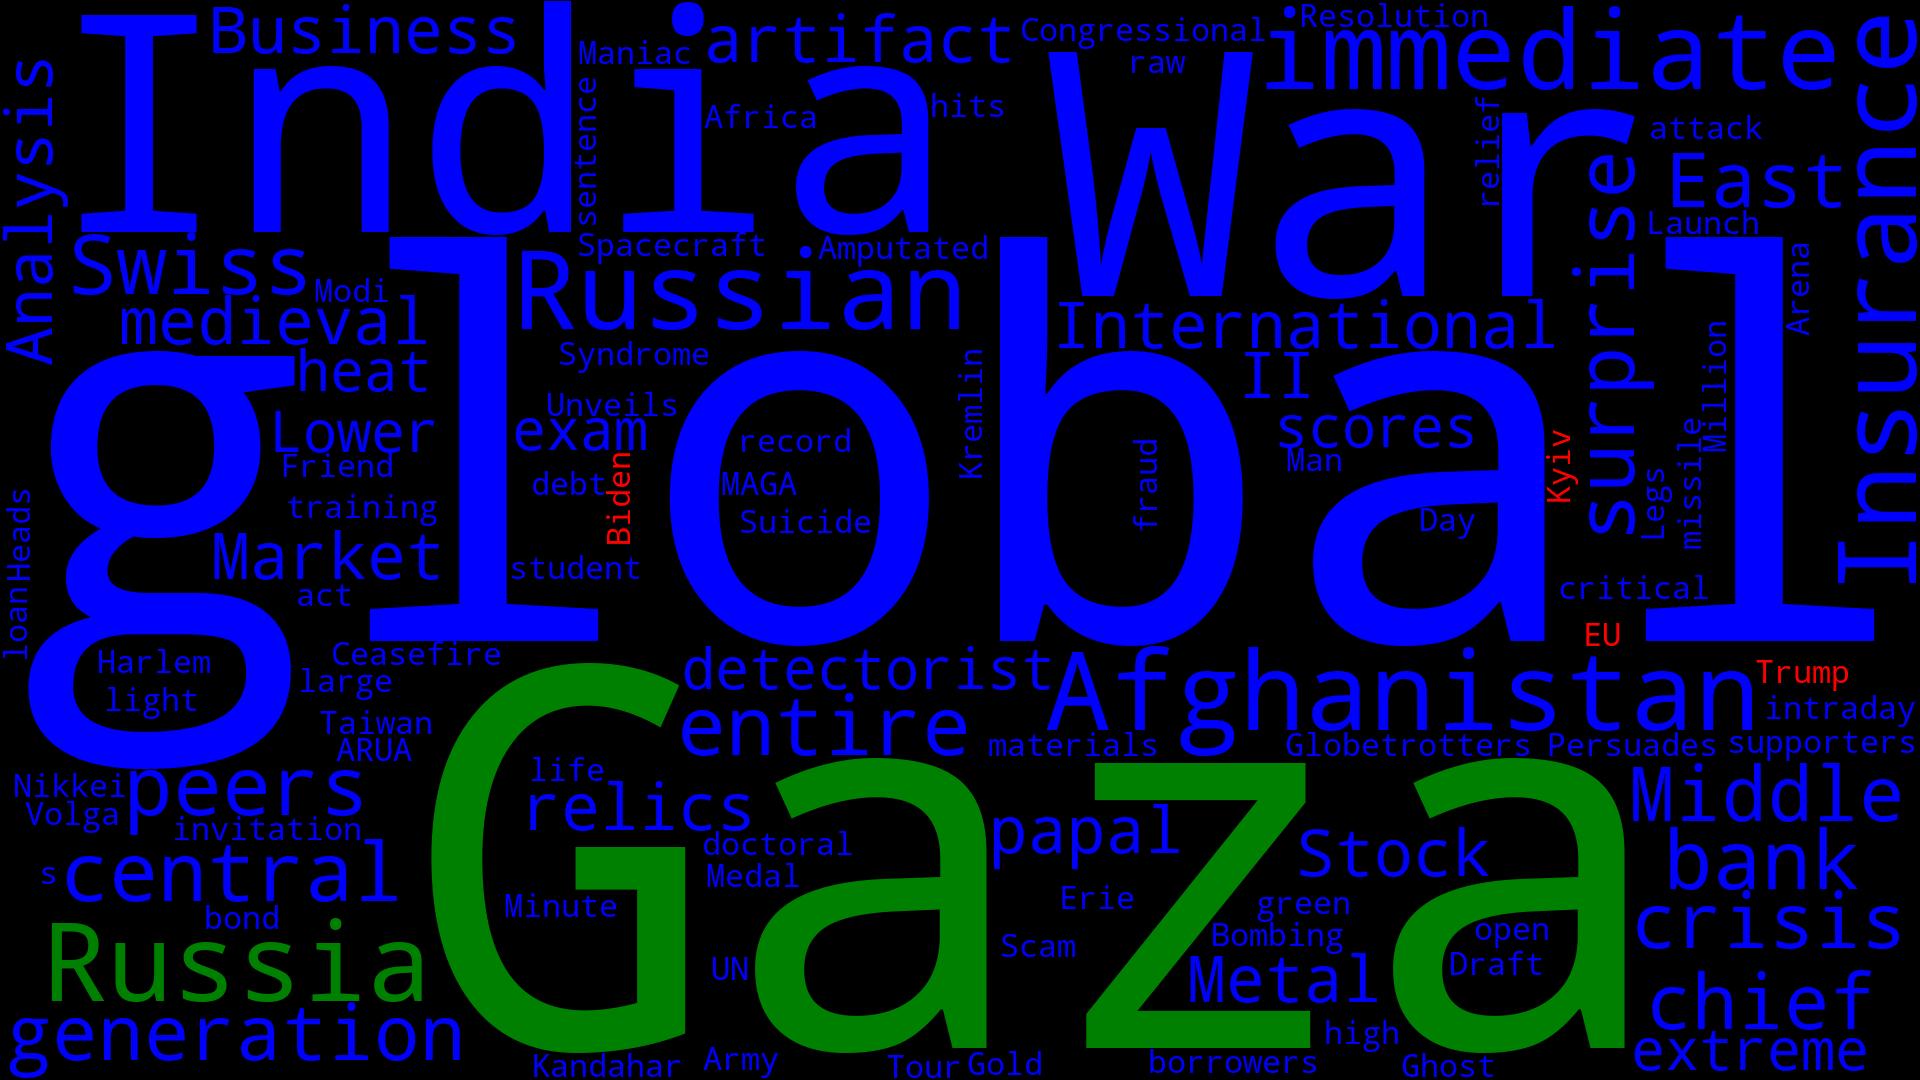 India
Business
Maniac
artifact
Congressional
Resolution
immediate
raw
War
Insurance
Analysis
sentence
Africa
hits
relief
attack
surprise
East
Launch
Swiss
Spacecraft
Amputated
Modi
Russian
Arena
medieval
International
global
Syndrome
II
Million
heat
Kremlin
Lower
Unveils
exam
record
scores
Man
Kyiv
missile
Friend
Biden
debt
MAGA
fraud
Legs
training
Suicide
Day
Heads
Market
student
act
critical
loan
EU
Harlem
Ceasefire
detectorist
Afghanistan
Trump
light
large
Taiwan
entire
intraday
ARUA
materials
Globetrotters
Persuades
supporters
Gaza
Nikkei
peers
life
Middle
Volga
invitation
relics
papal
Stock
s
central
doctoral
bank
Medal
Minute
Erie
green
bond
Bombing
open
crisis
Russia
Scam
UN
Metal
Draft
chief
generation
high
extreme
Kandahar
Army
Tour
Gold
borrowers
Ghost